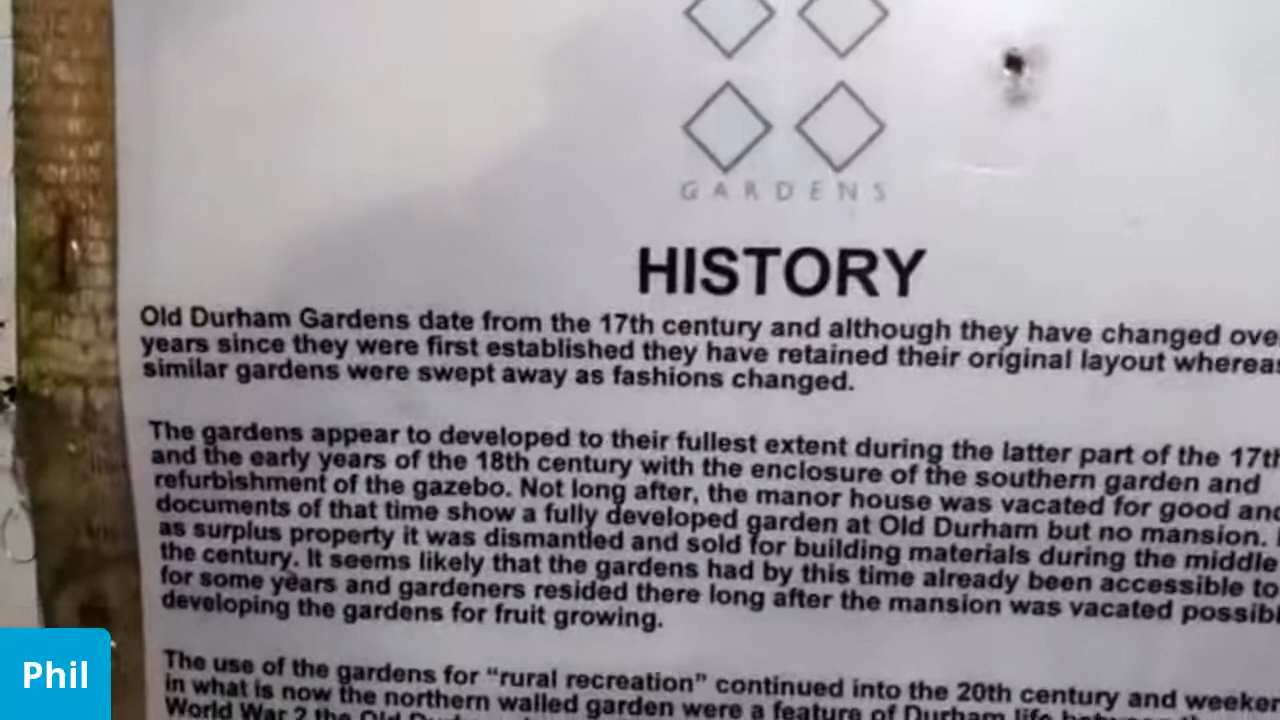 GARDENS
HISTORY
Old Durham Gardens date from the 17th century and although they have changed ove
years since they were first established they have retained their original layout wherea
similar gardens were swept away as fashions changed.
The gardens appear to developed to their fullest extent during the latter part of the 17th
and the early years of the 18th century with the enclosure of the southern garden and
refurbishment of the gazebo. Not long after, the manor house was vacated for good and
documents of that time show a fully developed garden at Old Durham but no mansion.
as surplus property it was dismantled and sold for building materials during the middle
the century. It seems likely that the gardens had by this time already been accessible to
for some years and gardeners resided there long after the mansion was vacated possib
developing the gardens for fruit growing.
The use of the gardens for “rural recreation” continued into the 20th century and weeke
in what is now the northern walled garden were a feature of Durham life
World War 2 the Old
Phil